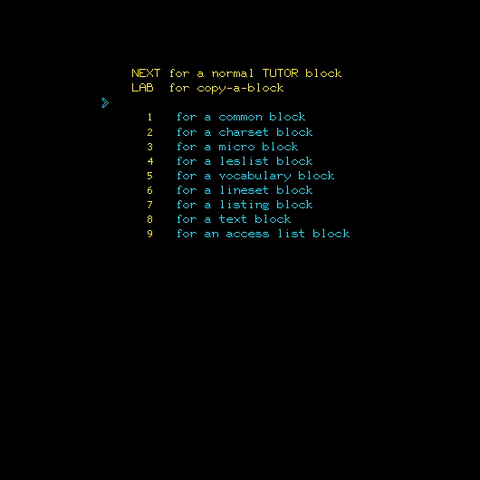 NEXT for a normal TUTOR block
LAB for copy-a-block
>
1 for a common block
2 for a charset block
3 for a micro block
4 for a leslist block
5 for a vocabulary block
6 for a lineset block
7 for a listing block
8 for a text block
9 for an access list block